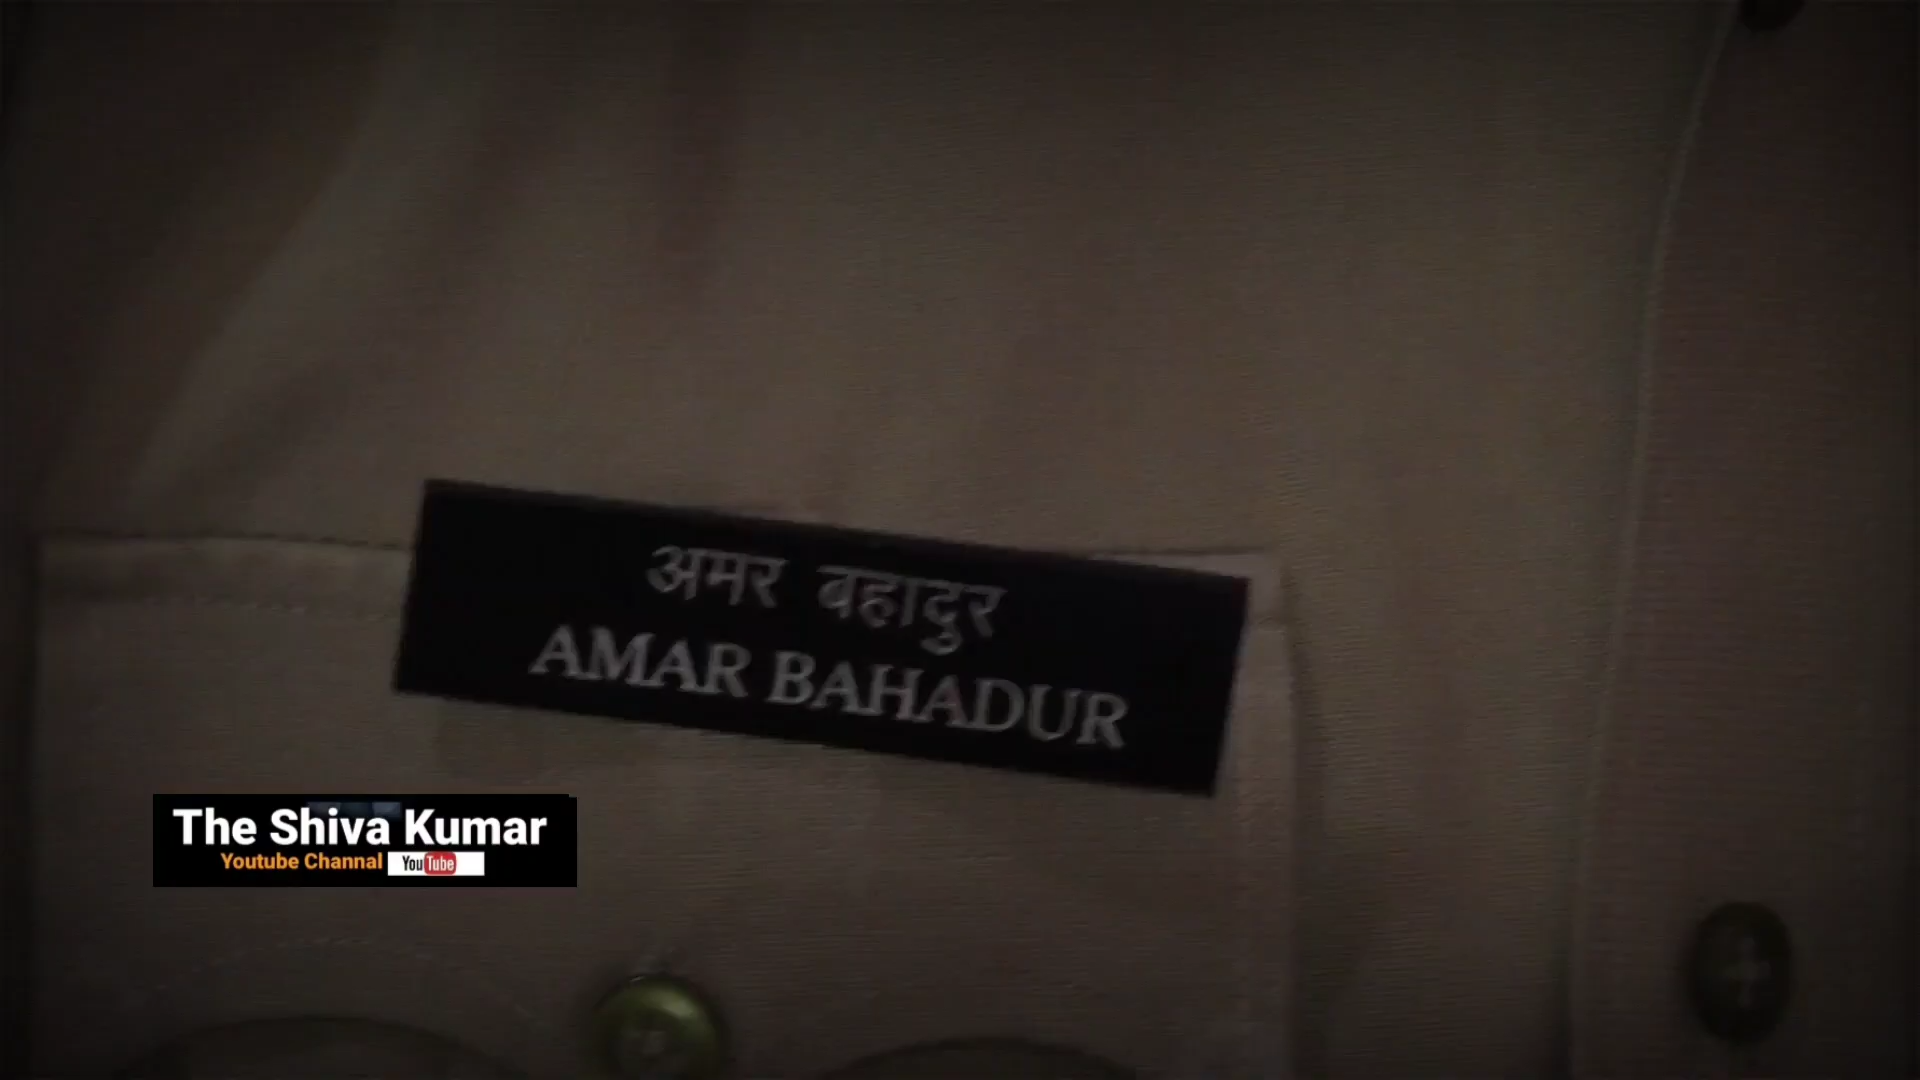 अमर बहादुर
AMAR BAHADUR
The Shiva Kumar
Youtube Channal YouTube